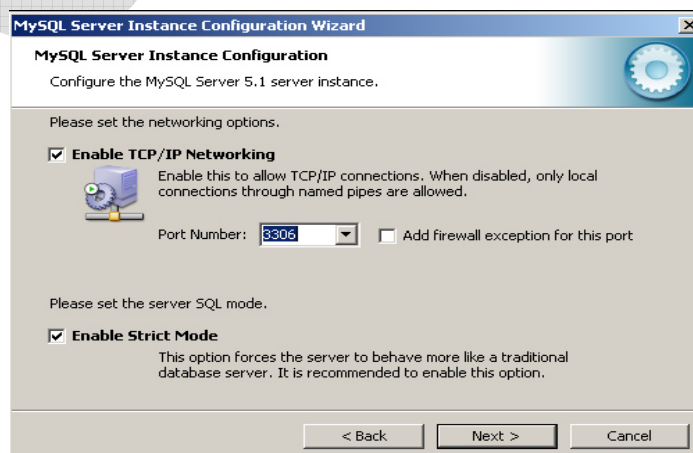 MySQL Server Instance Configuration Wizard
MySQL Server Instance Configuration
Configure the MySQL Server 5.1 server instance.
Please set the networking options.
Enable TCP/IP Networking
Enable this to allow TCP/IP connections. When disabled, only local
connections through named pipes are allowed.
Port Number: 3306 Add firewall exception for this port
Please set the server SQL mode.
Enable Strict Mode
This option forces the server to behave more like a traditional
database server. It is recommended to enable this option.
< Back Next > Cancel